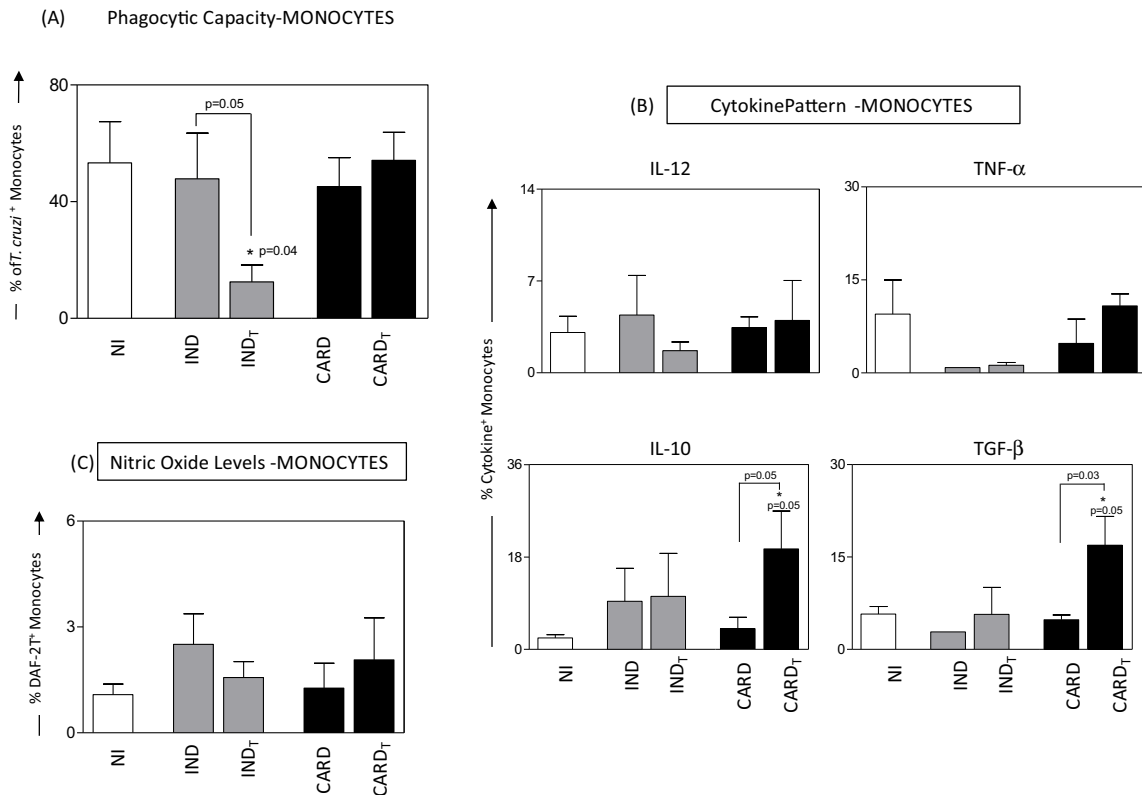 (A) Phagocytic Capacity-MONOCYTES
% of T. cruzi + Monocytes
80
40
0
p=0.05
* p=0.04
NI
IND
INDT
CARD
CARDT
(B) CytokinePattern -MONOCYTES
% Cytokine+ Monocytes
IL-12
14
7
0
TNF-α
30
15
0
IL-10
36
18
0
p=0.05
*
p=0.05
NI
IND
INDT
CARD
CARDT
TGF-β
30
15
0
p=0.03
*
p=0.05
NI
IND
INDT
CARD
CARDT
(C) Nitric Oxide Levels -MONOCYTES
% DAF-2T+ Monocytes
6
3
0
NI
IND
INDT
CARD
CARDT